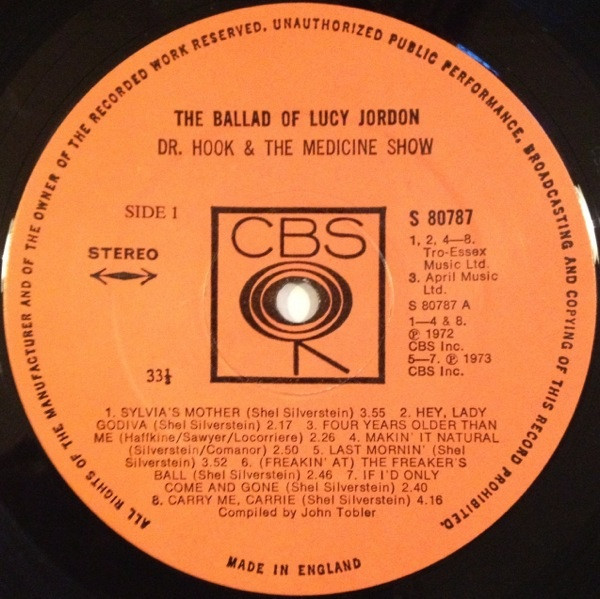 ALL RIGHTS OF THE MANUFACTURER AND OF THE OWNER OF THE RECORDED WORK RESERVED. UNAUTHORIZED PUBLIC PERFORMANCE, BROADCASTING AND COPYING OF THIS RECORD PROHIBITED.
THE BALLAD OF LUCY JORDON
DR. HOOK & THE MEDICINE SHOW
SIDE 1
STEREO
33⅓
CBS
S 80787
1, 2, 4—8.
Tro-Essex
Music Ltd.
3. April Music
Ltd.
S 80787 A
1—4 & 8.
℗ 1972
CBS Inc.
5—7. ℗ 1973
CBS Inc.
1. SYLVIA'S MOTHER (Shel Silverstein) 3.55 2. HEY, LADY
GODIVA (Shel Silverstein) 2.17 3. FOUR YEARS OLDER THAN
ME (Haffkine/Sawyer/Locorriere) 2.26 4. MAKIN' IT NATURAL
(Silverstein/Comanor) 2.50 5. LAST MORNIN' (Shel
Silverstein) 3.52 6. (FREAKIN' AT) THE FREAKER'S
BALL (Shel Silverstein) 2.46 7. IF I'D ONLY
COME AND GONE (Shel Silverstein) 2.40
8. CARRY ME, CARRIE (Shel Silverstein) 4.16
Compiled by John Tobler
MADE IN ENGLAND